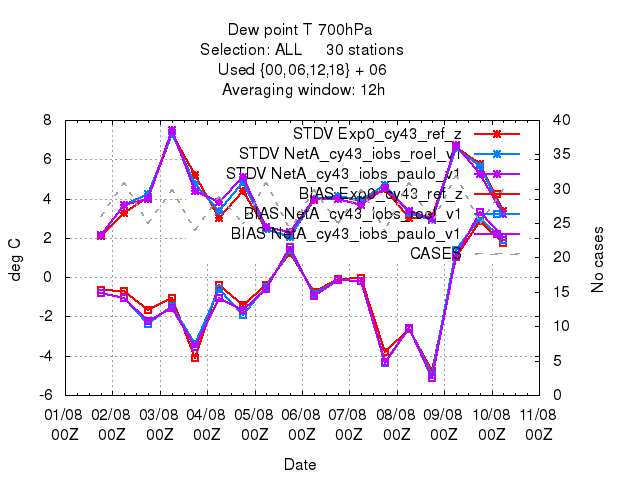 Dew point T 700hPa
Selection: ALL 30 stations
Used {00,06,12,18} + 06
Averaging window: 12h
8 40
STDV Exp0_cy43_ref_z
35
6 STDV NetA_cy43_iobs_roel_v1
STDV NetA_cy43_iobs_paulo_v1
30
4 BIAS Exp0_cy43_ref_z
BIAS NetA_cy43_iobs_roel_v1
25
2 BIAS NetA_cy43_iobs_paulo_v1
CASES 20
0
15
-2
10
-4
5
-6 0
deg C
No cases
01/08 02/08 03/08 04/08 05/08 06/08 07/08 08/08 09/08 10/08 11/08
00Z 00Z 00Z 00Z 00Z 00Z 00Z 00Z 00Z 00Z 00Z
Date